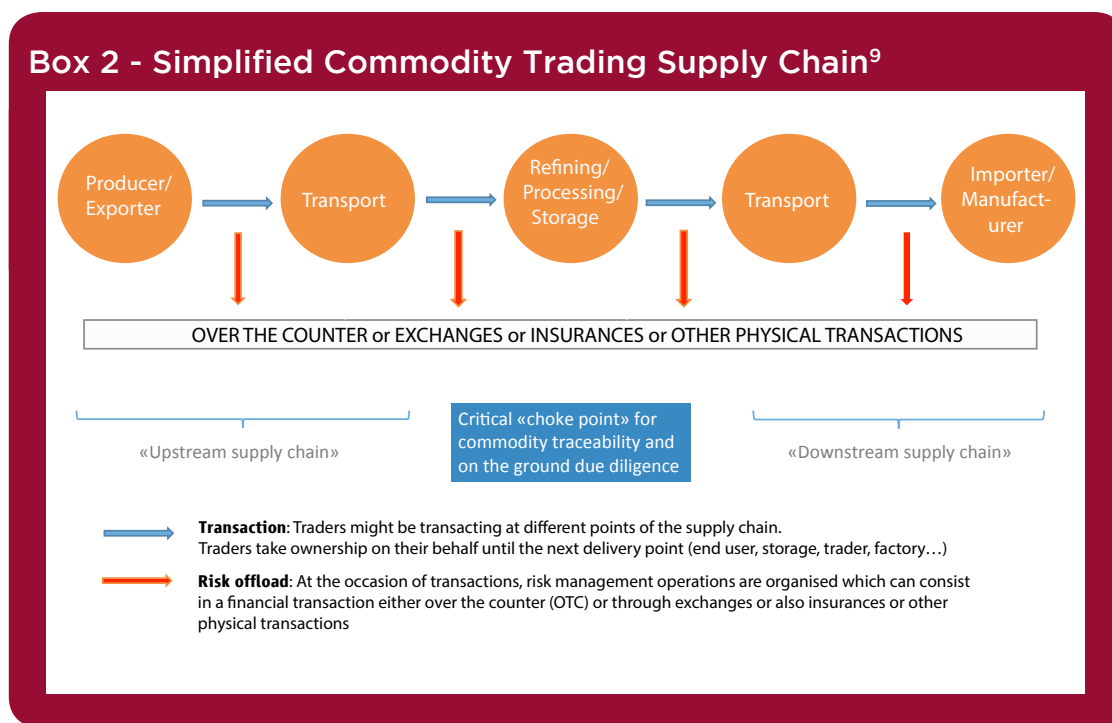 Box 2 - Simplified Commodity Trading Supply Chain⁹
Producer/
Exporter
Transport
Refining/
Processing/
Storage
Transport
Importer/
Manufact-
urer
OVER THE COUNTER or EXCHANGES or INSURANCES or OTHER PHYSICAL TRANSACTIONS
«Upstream supply chain»
Critical «choke point» for
commodity traceability and
on the ground due diligence
«Downstream supply chain»
Transaction: Traders might be transacting at different points of the supply chain.
Traders take ownership on their behalf until the next delivery point (end user, storage, trader, factory…)
Risk offload: At the occasion of transactions, risk management operations are organised which can consist
in a financial transaction either over the counter (OTC) or through exchanges or also insurances or other
physical transactions